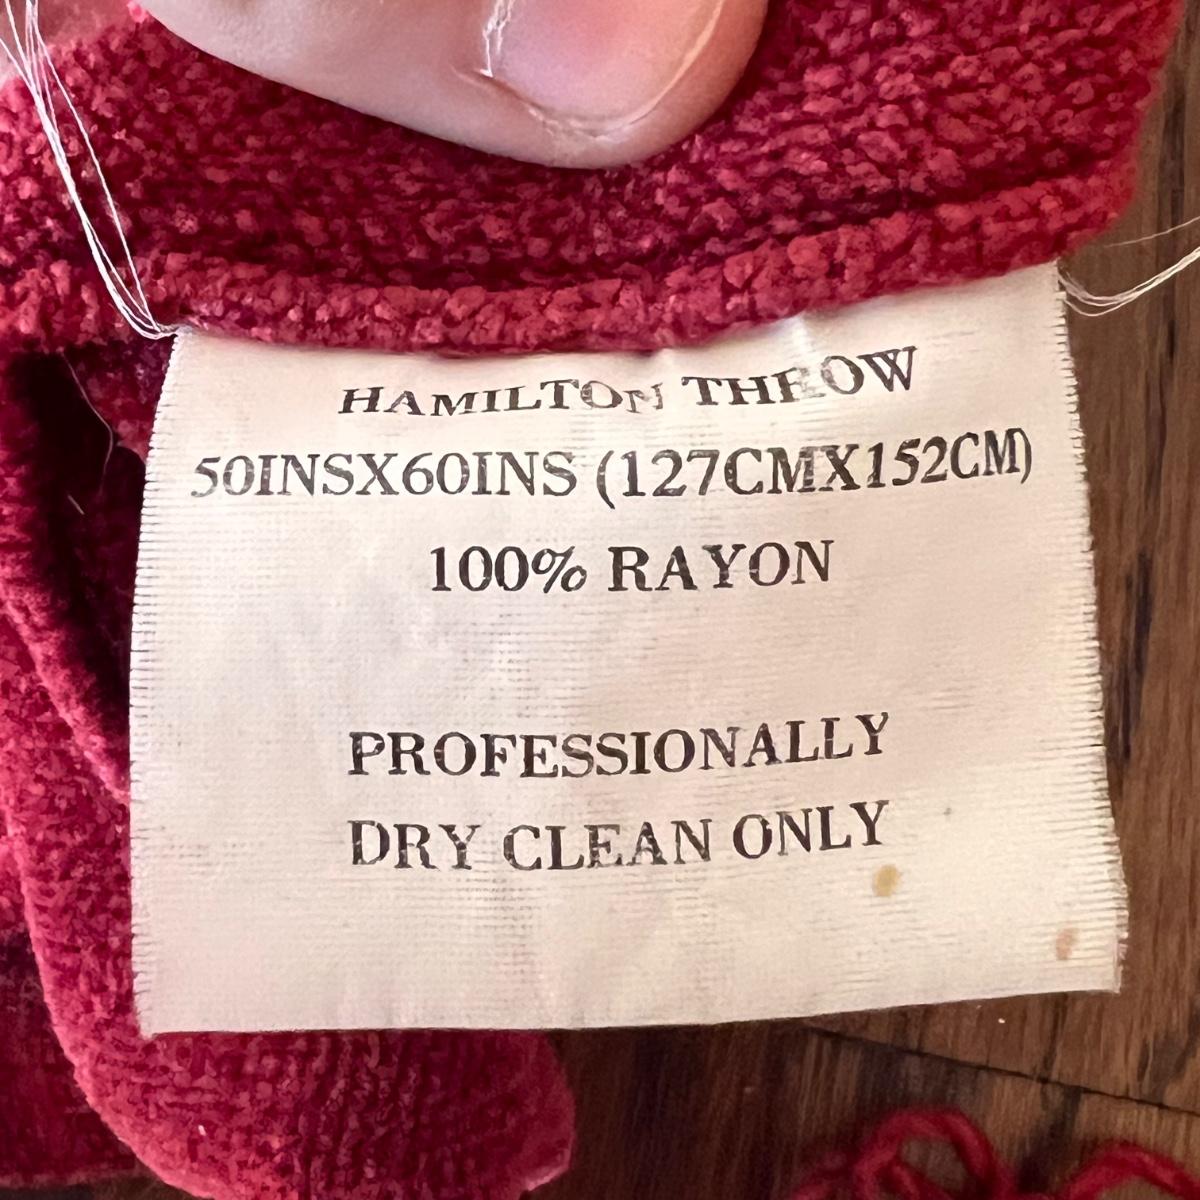 HAMILTON THROW
50INSX60INS (127CMX152CM)
100% RAYON
PROFESSIONALLY
DRY CLEAN ONLY